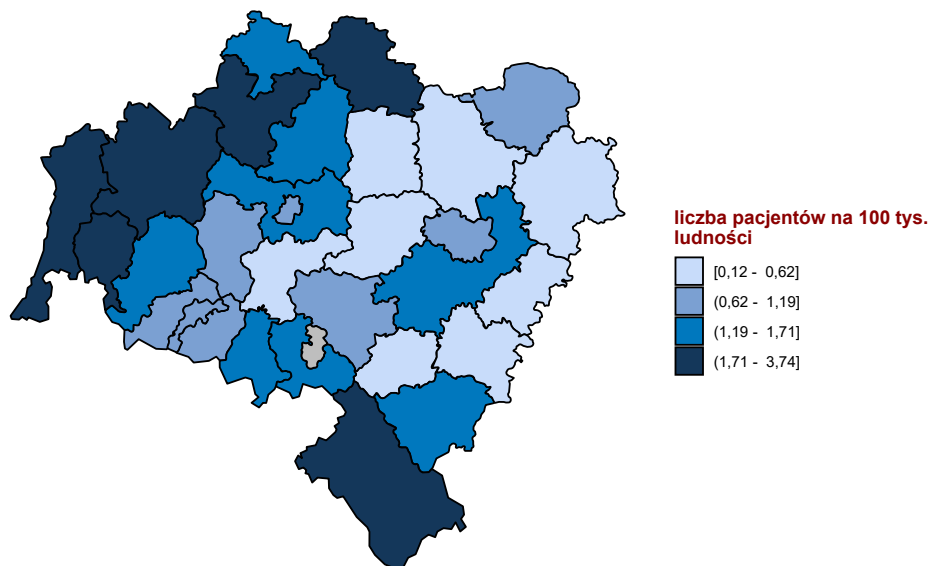 liczba pacjentów na 100 tys.
ludności
[0,12 - 0,62]
(0,62 - 1,19]
(1,19 - 1,71]
(1,71 - 3,74]